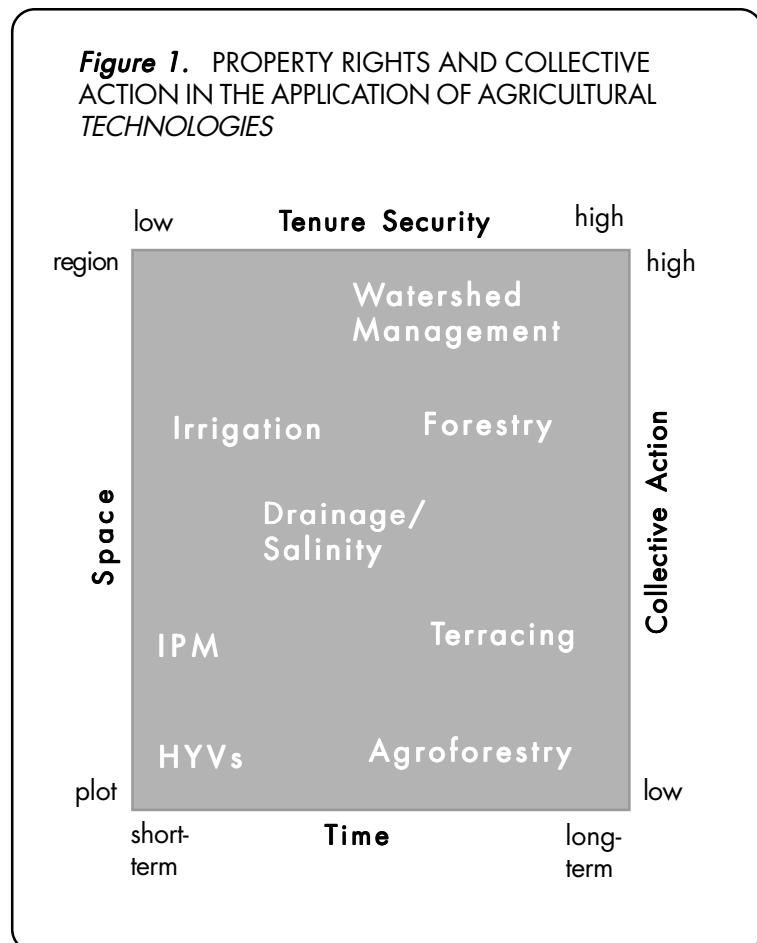 Figure 1. PROPERTY RIGHTS AND COLLECTIVE
ACTION IN THE APPLICATION OF AGRICULTURAL
TECHNOLOGIES
low Tenure Security high
region high
Watershed
Management
Irrigation Forestry
Space
Drainage/
Salinity
Collective Action
IPM Terracing
HYVs Agroforestry
plot low
short-
term
Time
long-
term